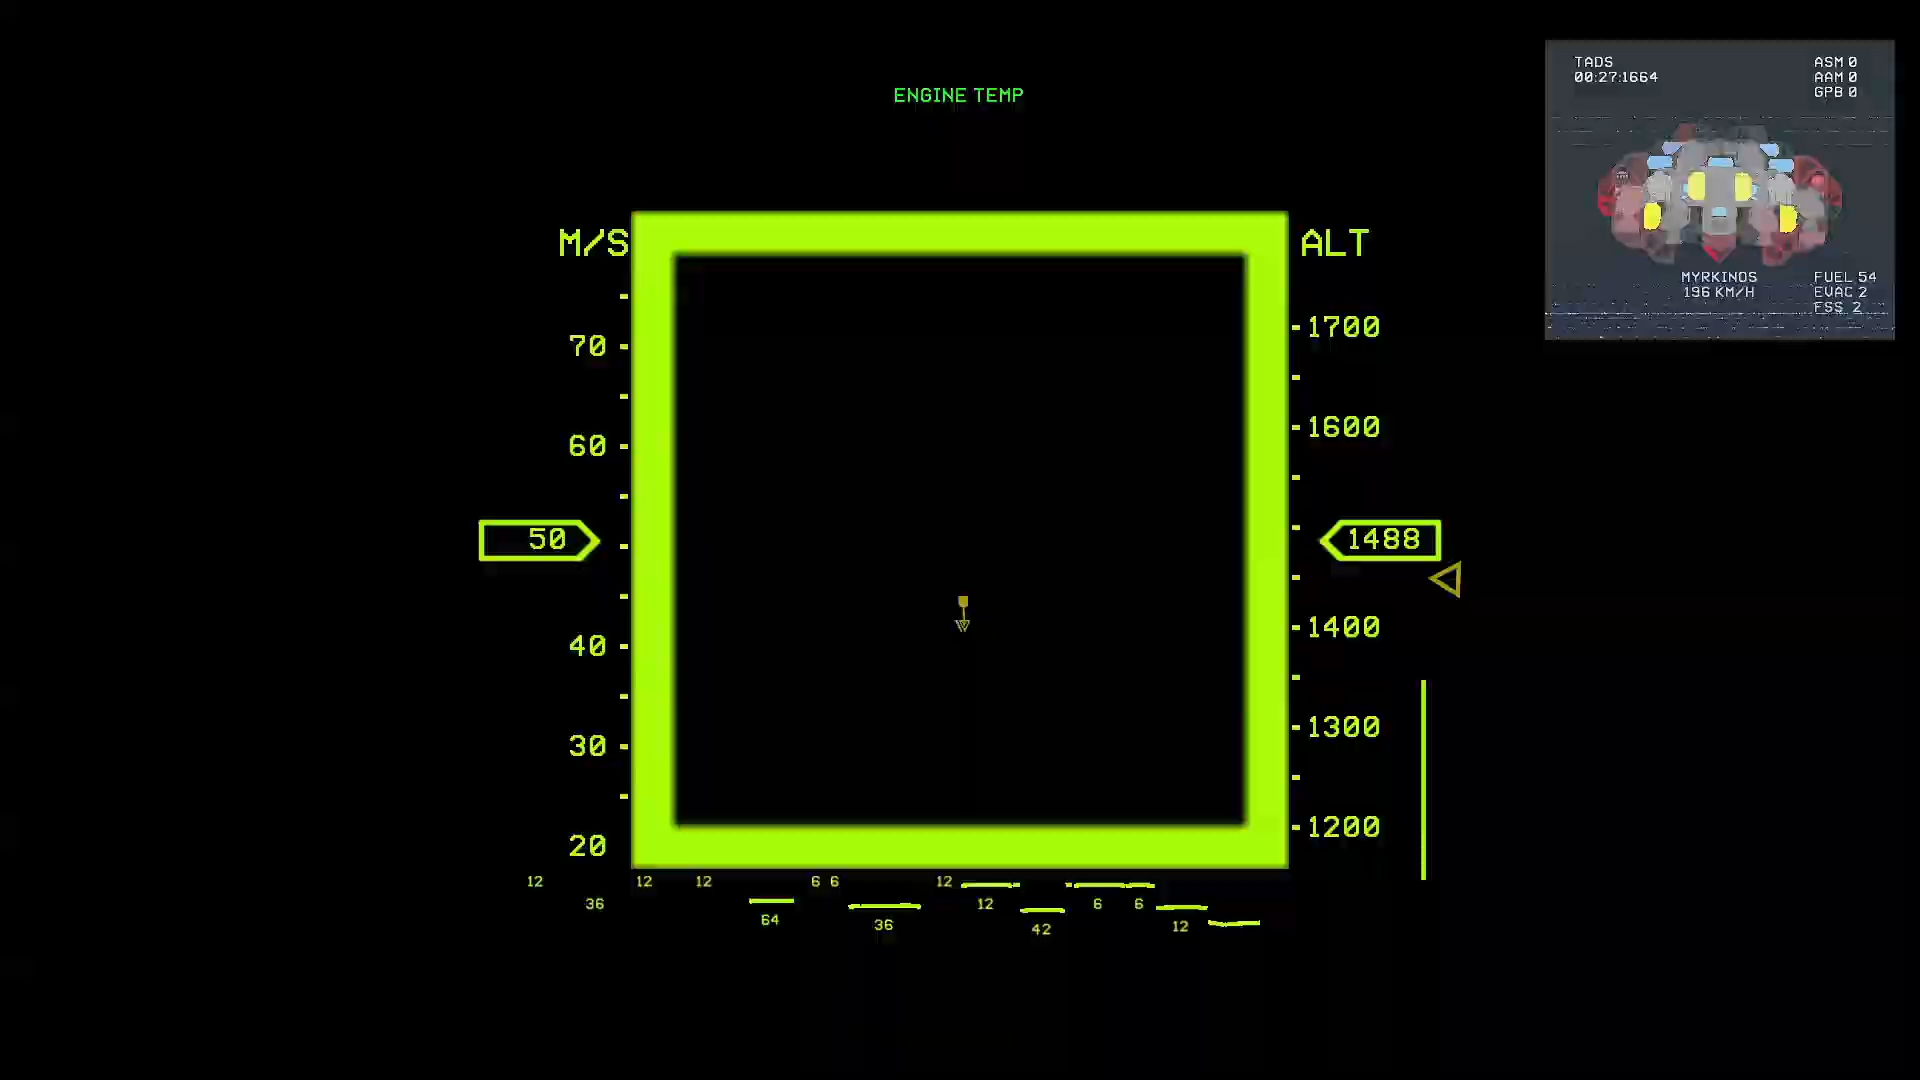 TADS
00:27:1664
ASM 0
AAM 0
GPB 0
ENGINE TEMP
M/S
ALT
1700
70
1600
60
50
1488
1400
40
1300
30
1200
20
MYRKINOS
196 KM/H
FUEL 54
EVAC 2
FSS 2
12
12
12
6 6
12
36
12
6
6
64
36
42
12